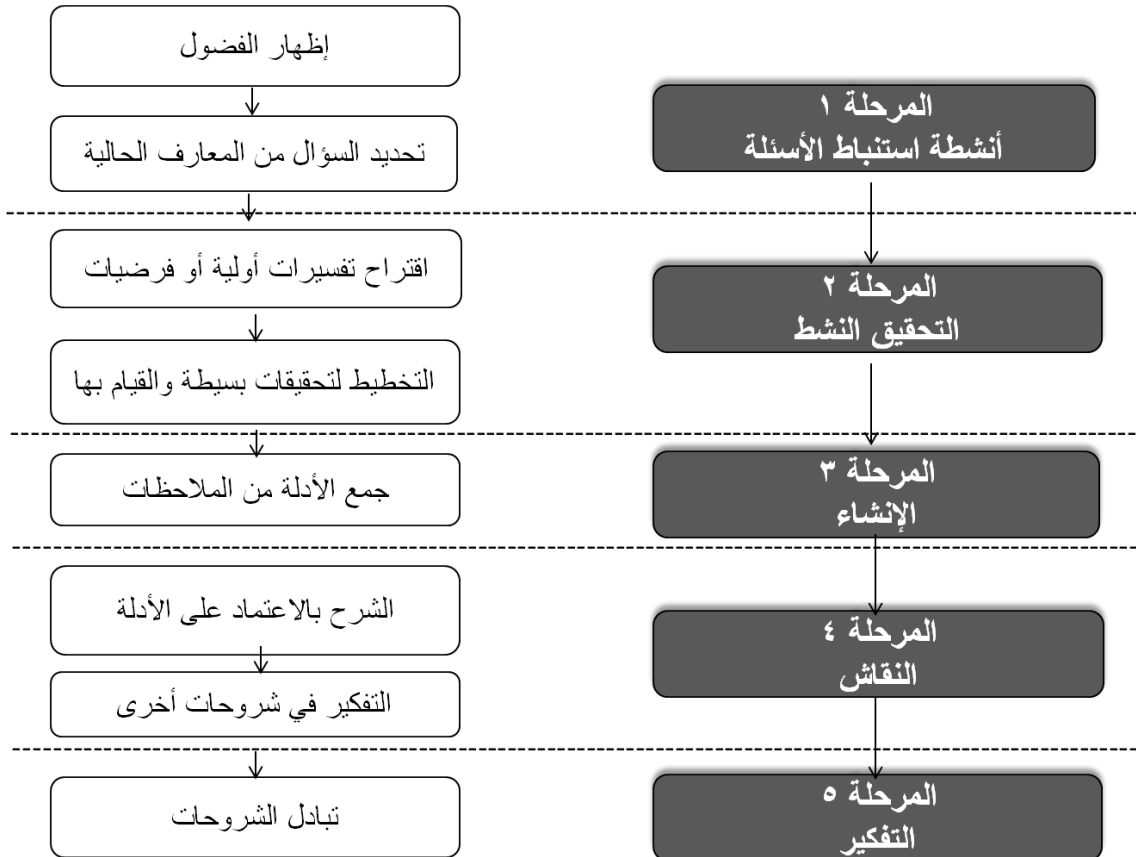 المرحلة ١
أنشطة استنباط الأسئلة
إظهار الفضول
تحديد السؤال من المعارف الحالية
المرحلة ٢
التحقيق النشط
اقتراح تفسيرات أولية أو فرضيات
التخطيط لتحقيقات بسيطة والقيام بها
المرحلة ٣
الإنشاء
جمع الأدلة من الملاحظات
المرحلة ٤
النقاش
الشرح بالاعتماد على الأدلة
التفكير في شروحات أخرى
المرحلة ٥
التفكير
تبادل الشروحات